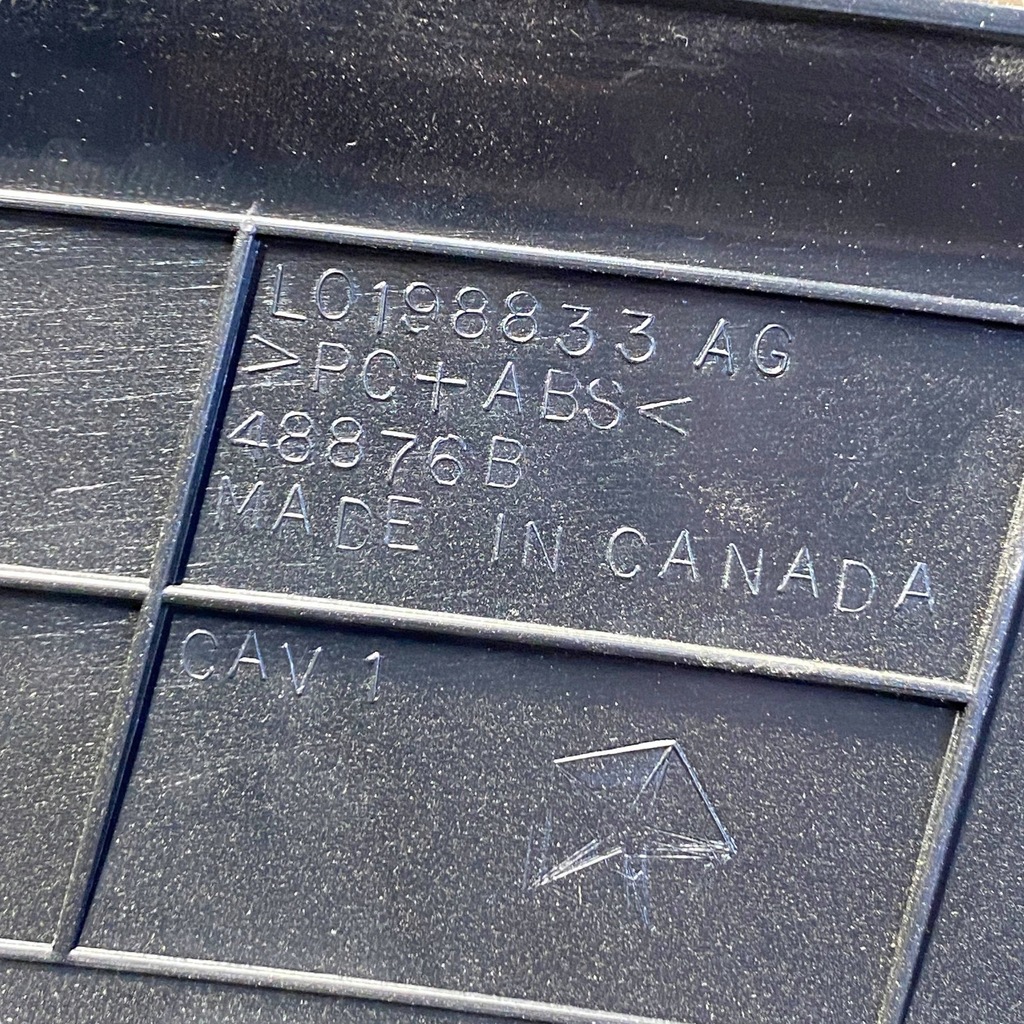 L0198833 AG
>PC+ABS<
48876B
MADE IN CANADA
CAV 1